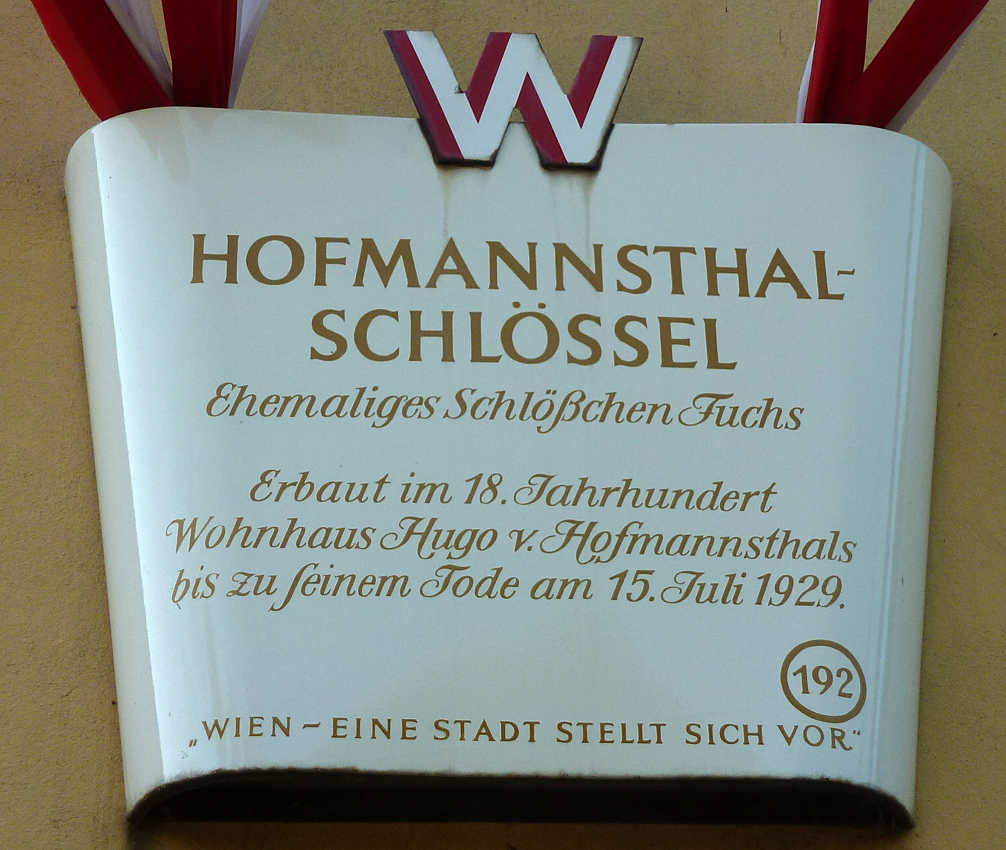 W
HOFMANNSTHAL-
SCHLÖSSEL
Ehemaliges Schlößchen Fuchs
Erbaut im 18. Jahrhundert
Wohnhaus Hugo v. Hofmannsthals
bis zu ſeinem Tode am 15. Juli 1929.
192
„WIEN – EINE STADT STELLT SICH VOR“